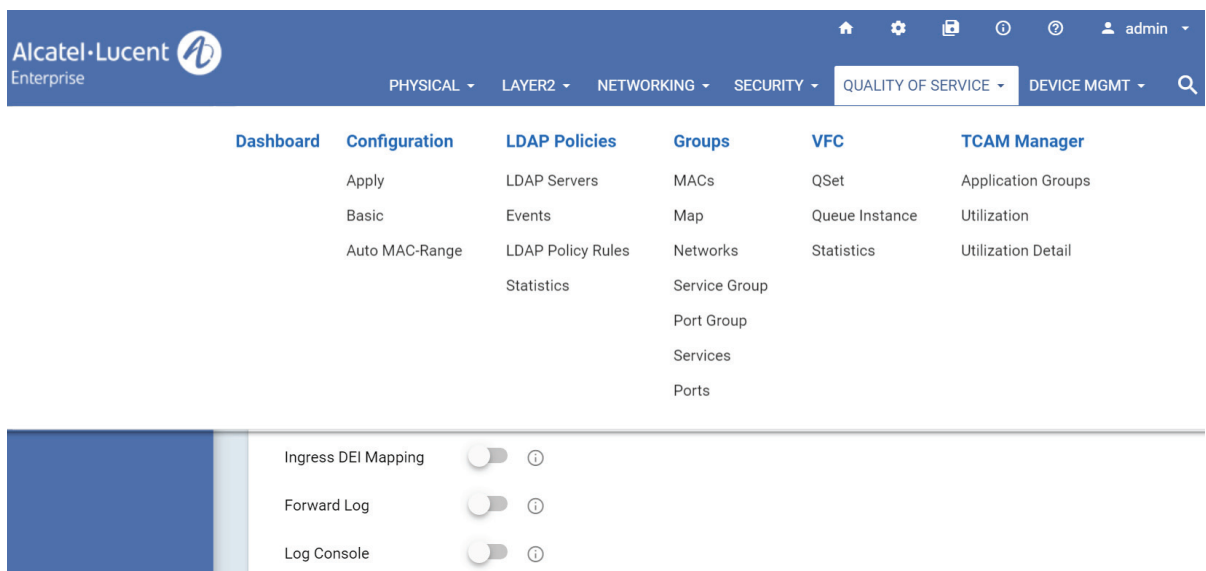 Alcatel·Lucent
Enterprise
admin
PHYSICAL LAYER2 NETWORKING SECURITY QUALITY OF SERVICE DEVICE MGMT
Dashboard Configuration LDAP Policies Groups VFC TCAM Manager
Apply LDAP Servers MACs QSet Application Groups
Basic Events Map Queue Instance Utilization
Auto MAC-Range LDAP Policy Rules Networks Statistics Utilization Detail
Statistics Service Group
Port Group
Services
Ports
Ingress DEI Mapping
Forward Log
Log Console